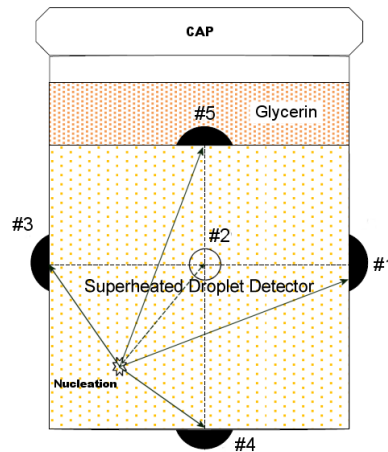 CAP
#5
Glycerin
#3
#2
#1
Superheated Droplet Detector
Nucleation
#4